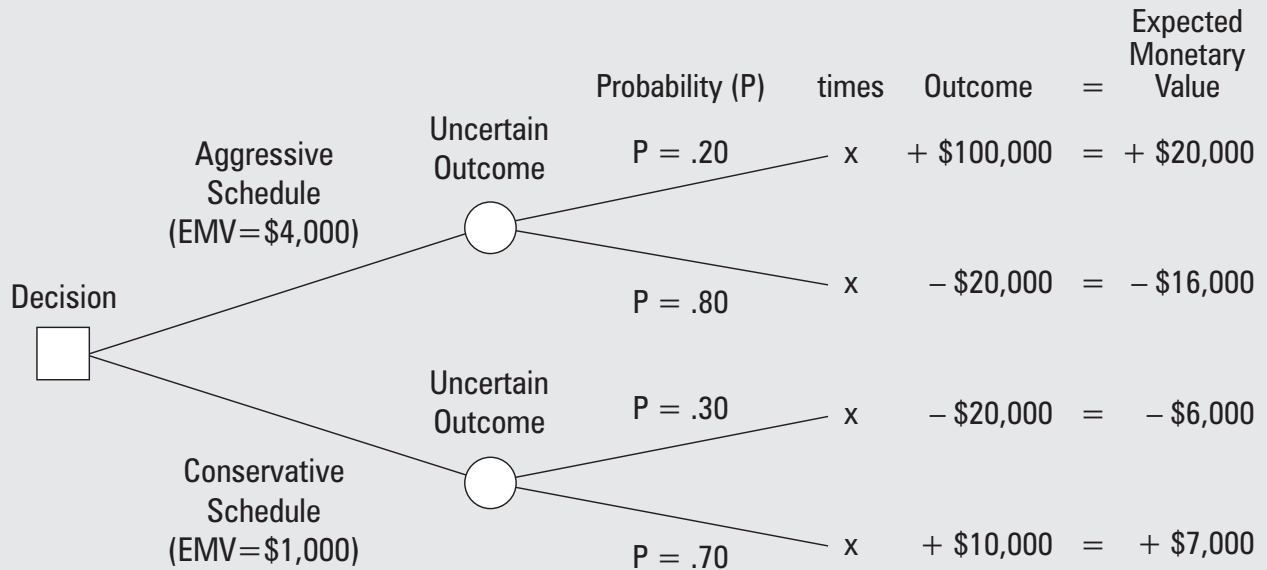 Expected
Monetary
Probability (P) times Outcome = Value
Uncertain
Outcome
Aggressive
Schedule
(EMV=$4,000)
P = .20 x + $100,000 = + $20,000
P = .80 x – $20,000 = – $16,000
Decision
Uncertain
Outcome
P = .30 x – $20,000 = – $6,000
Conservative
Schedule
(EMV=$1,000)
P = .70 x + $10,000 = + $7,000